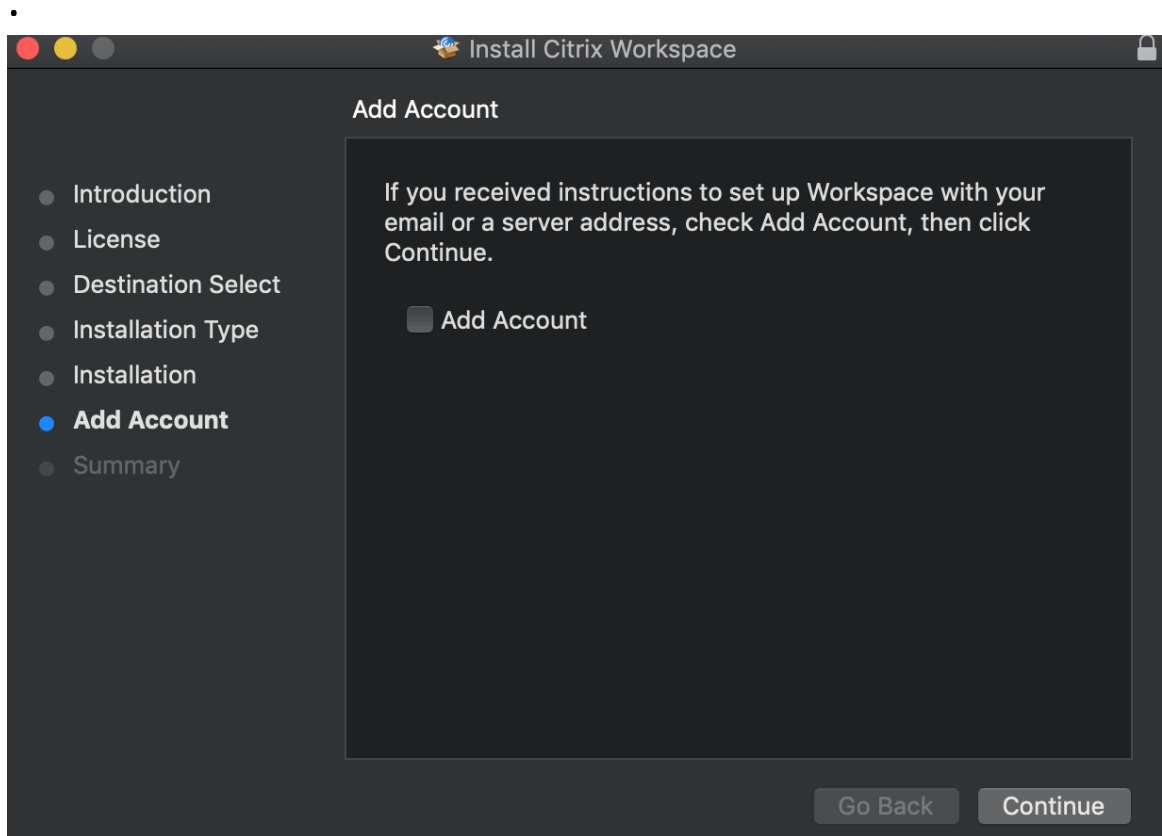 Install Citrix Workspace
Add Account
Introduction
License
Destination Select
Installation Type
Installation
Add Account
Summary
If you received instructions to set up Workspace with your
email or a server address, check Add Account, then click
Continue.
Add Account
Go Back
Continue